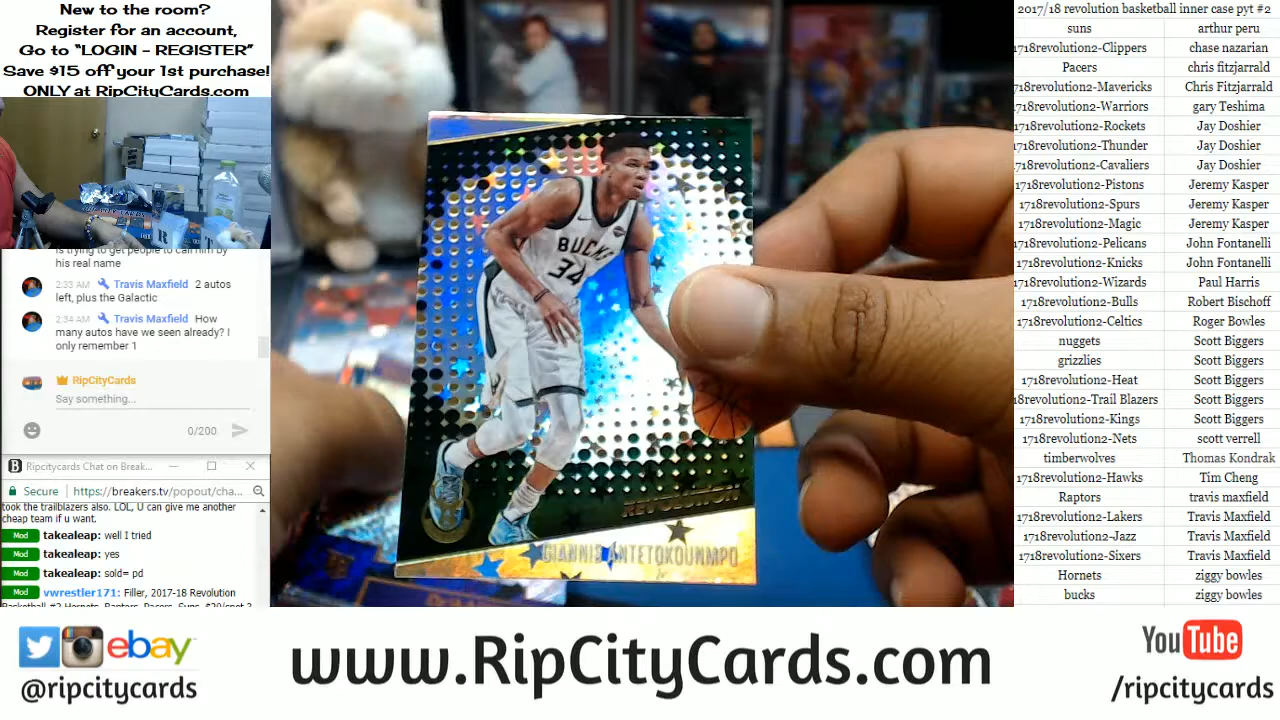 New to the room?
Register for an account,
Go to “LOGIN – REGISTER”
Save $15 off your 1st purchase!
ONLY at RipCityCards.com
is trying to get people to call him by
his real name
2:33 AM Travis Maxfield 2 autos
left, plus the Galactic
2:34 AM Travis Maxfield How
many autos have we seen already? I
only remember 1
RipCityCards
Say something...
0/200
Ripcitycards Chat on Break...
Secure https://breakers.tv/popout/cha...
took the trailblazers also. LOL, U can give me another
cheap team if u want.
Mod takealeap: well I tried
Mod takealeap: yes
Mod takealeap: sold= pd
Mod vwrestler171: Filler, 2017-18 Revolution
Basketball #2 Hornets, Raptors, Pacers, Suns, $20/spot 3
BUCKS
34
REVOLUTION
GIANNIS ANTETOKOUNMPO
2017/18 revolution basketball inner case pyt #2
suns arthur peru
1718revolution2-Clippers chase nazarian
Pacers chris fitzjarrald
1718revolution2-Mavericks Chris Fitzjarrald
1718revolution2-Warriors gary Teshima
1718revolution2-Rockets Jay Doshier
1718revolution2-Thunder Jay Doshier
1718revolution2-Cavaliers Jay Doshier
1718revolution2-Pistons Jeremy Kasper
1718revolution2-Spurs Jeremy Kasper
1718revolution2-Magic Jeremy Kasper
1718revolution2-Pelicans John Fontanelli
1718revolution2-Knicks John Fontanelli
1718revolution2-Wizards Paul Harris
1718revolution2-Bulls Robert Bischoff
1718revolution2-Celtics Roger Bowles
nuggets Scott Biggers
grizzlies Scott Biggers
1718revolution2-Heat Scott Biggers
18revolution2-Trail Blazers Scott Biggers
1718revolution2-Kings Scott Biggers
1718revolution2-Nets scott verrell
timberwolves Thomas Kondrak
1718revolution2-Hawks Tim Cheng
Raptors travis maxfield
1718revolution2-Lakers Travis Maxfield
1718revolution2-Jazz Travis Maxfield
1718revolution2-Sixers Travis Maxfield
Hornets ziggy bowles
bucks ziggy bowles
ebay
@ripcitycards
www.RipCityCards.com
YouTube
/ripcitycards